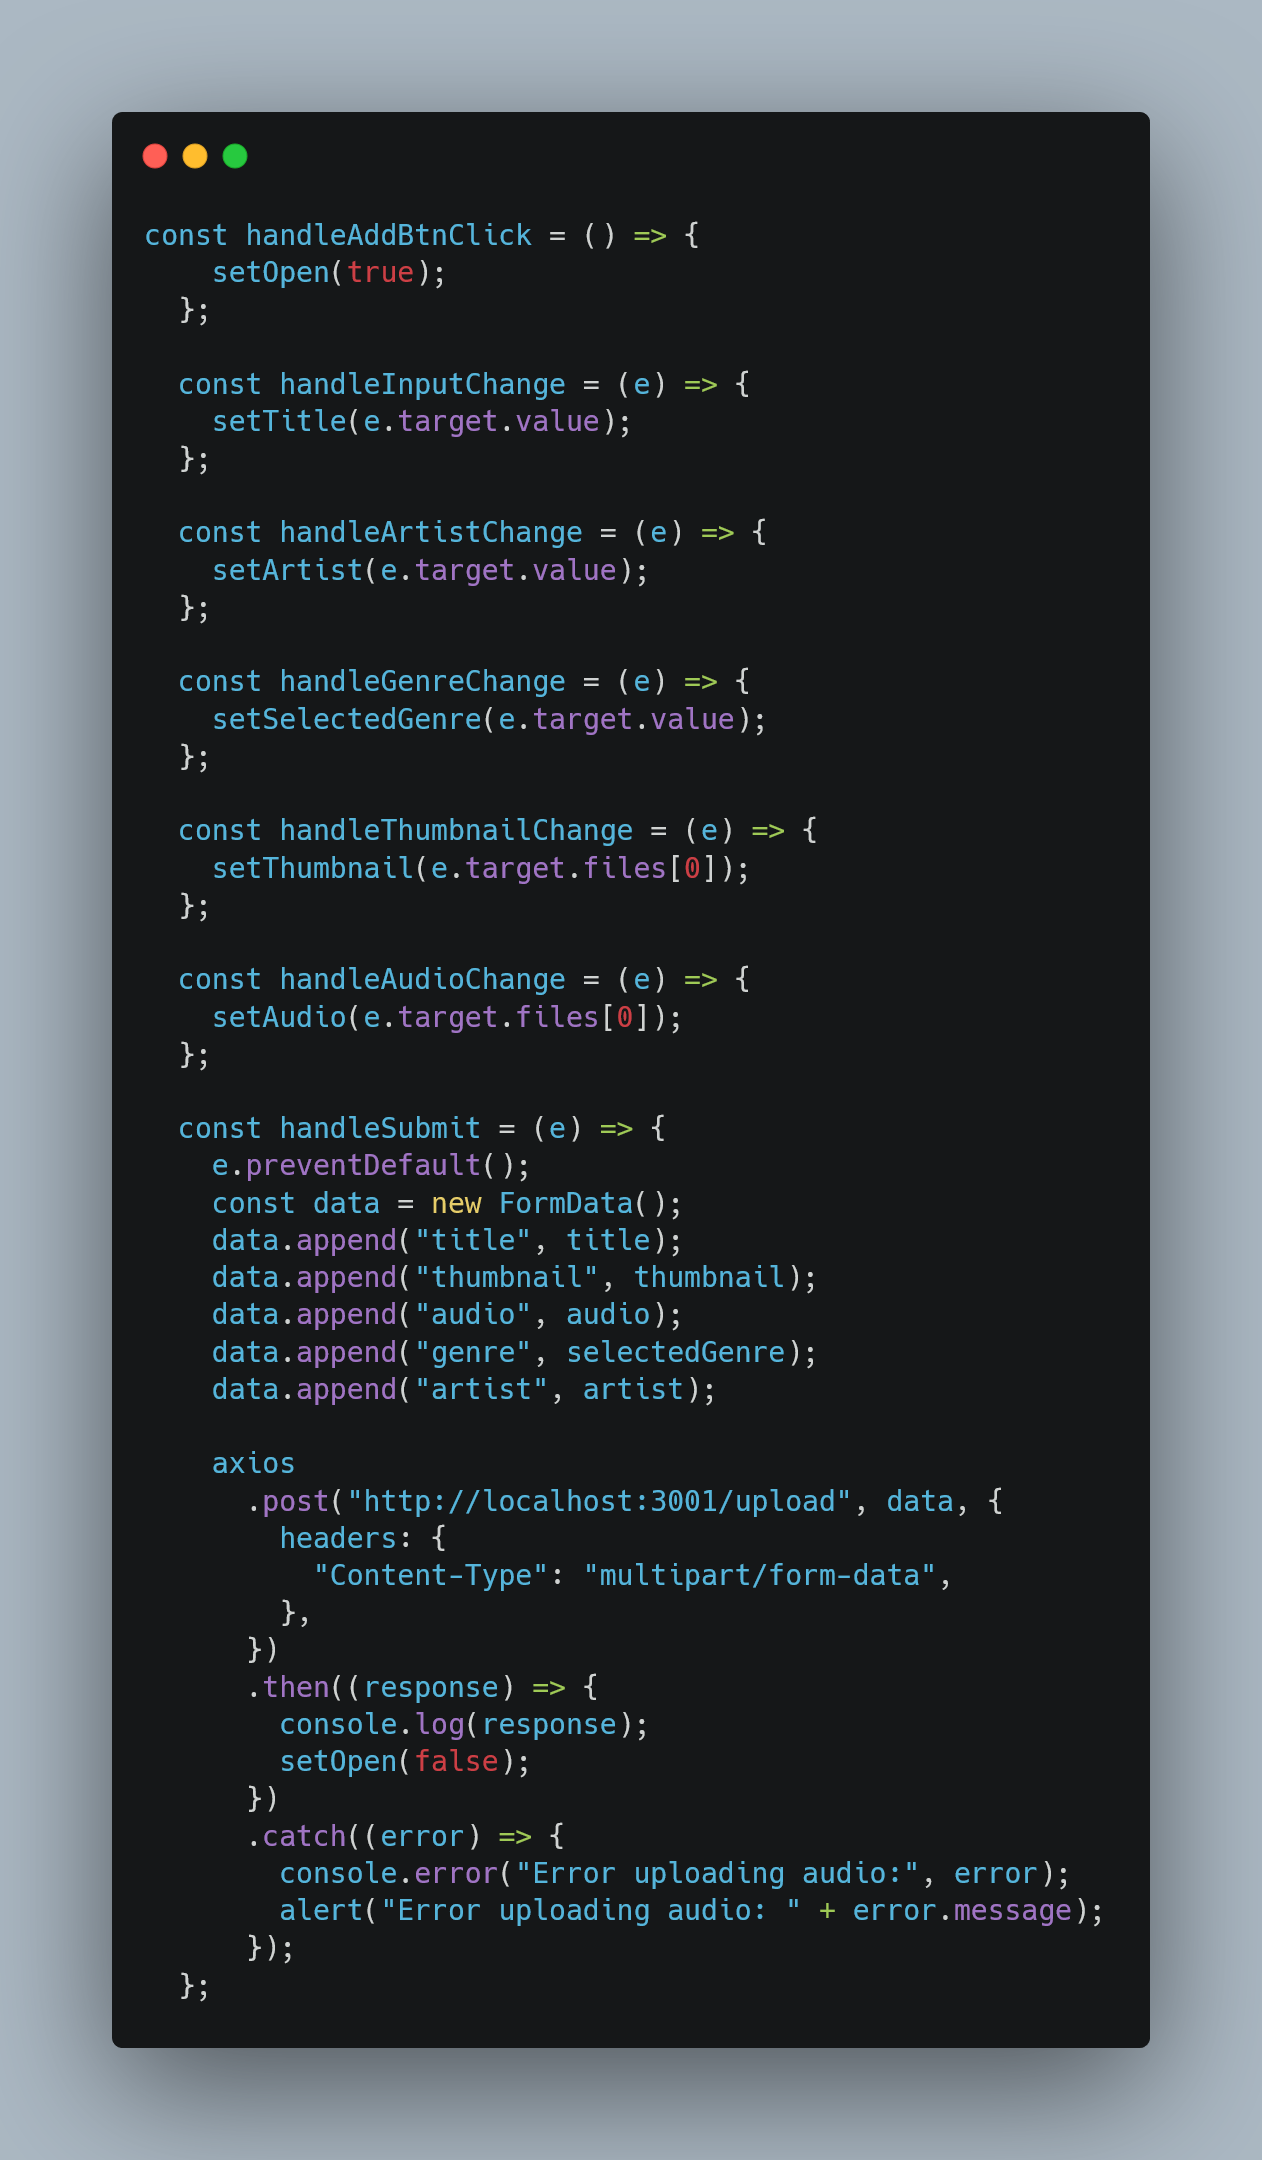 const handleAddBtnClick = () => {
    setOpen(true);
  };

  const handleInputChange = (e) => {
    setTitle(e.target.value);
  };

  const handleArtistChange = (e) => {
    setArtist(e.target.value);
  };

  const handleGenreChange = (e) => {
    setSelectedGenre(e.target.value);
  };

  const handleThumbnailChange = (e) => {
    setThumbnail(e.target.files[0]);
  };

  const handleAudioChange = (e) => {
    setAudio(e.target.files[0]);
  };

  const handleSubmit = (e) => {
    e.preventDefault();
    const data = new FormData();
    data.append("title", title);
    data.append("thumbnail", thumbnail);
    data.append("audio", audio);
    data.append("genre", selectedGenre);
    data.append("artist", artist);

    axios
      .post("http://localhost:3001/upload", data, {
        headers: {
          "Content-Type": "multipart/form-data",
        },
      })
      .then((response) => {
        console.log(response);
        setOpen(false);
      })
      .catch((error) => {
        console.error("Error uploading audio:", error);
        alert("Error uploading audio: " + error.message);
      });
  };